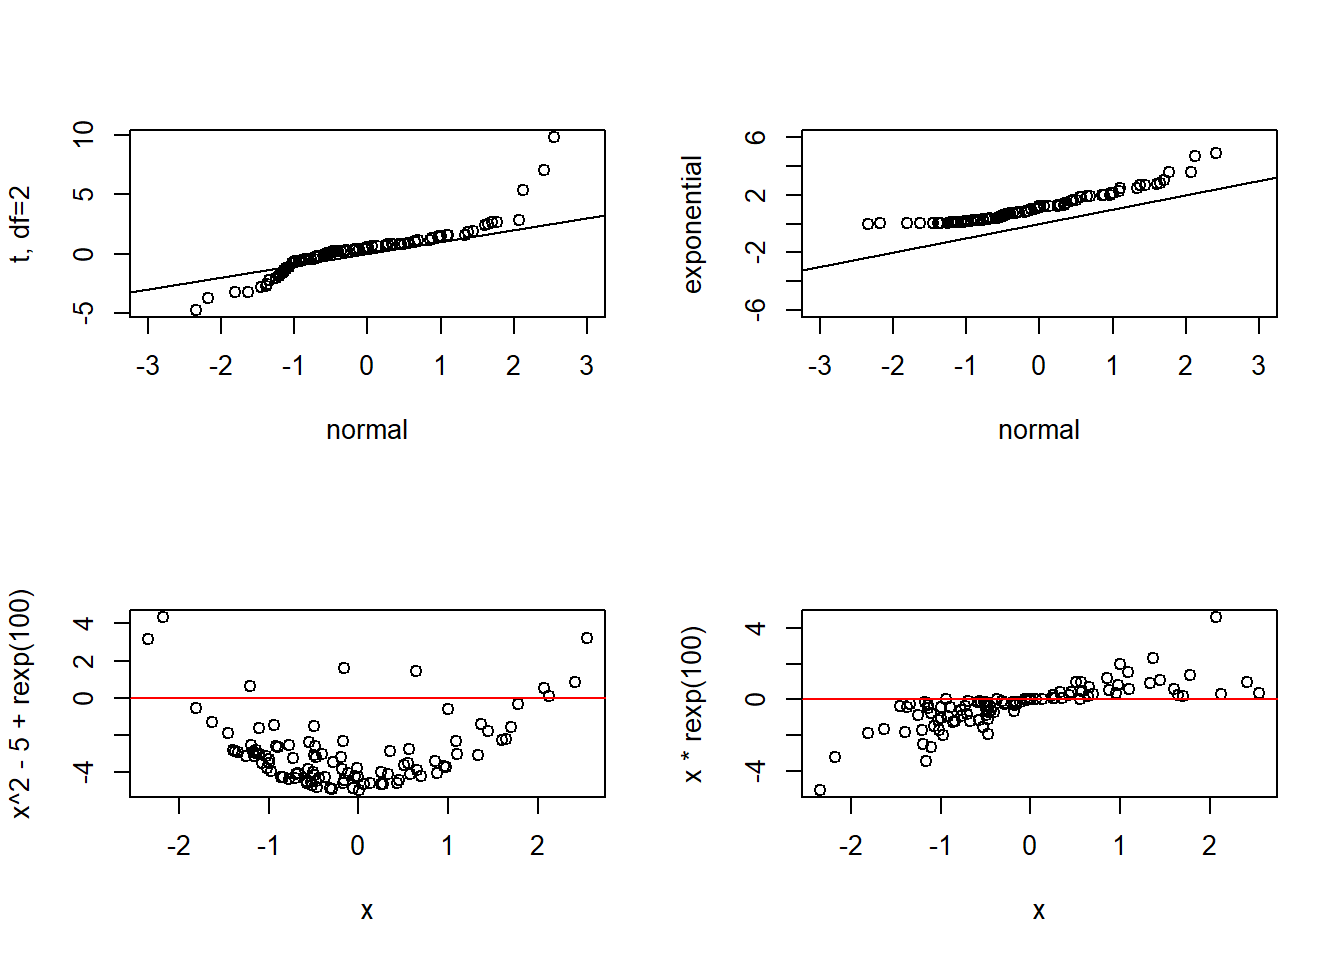 t, df=2
10
5
0
-5
-3 -2 -1 0 1 2 3
normal
exponential
6
2
-2
-6
-3 -2 -1 0 1 2 3
normal
x^2 - 5 + rexp(100)
4
2
0
-4
-2 -1 0 1 2
x
x * rexp(100)
4
0
-4
-2 -1 0 1 2
x